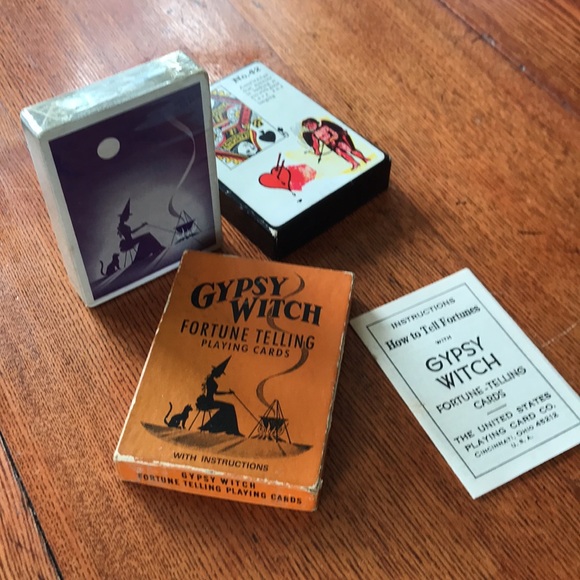 No. 42
GYPSY
WITCH
FORTUNE TELLING
PLAYING CARDS
WITH INSTRUCTIONS
GYPSY WITCH
FORTUNE TELLING PLAYING CARDS
INSTRUCTIONS
How to Tell Fortunes
WITH
GYPSY
WITCH
FORTUNE-TELLING
CARDS
THE UNITED STATES
PLAYING CARD CO.
CINCINNATI, OHIO 45212
U.S.A.